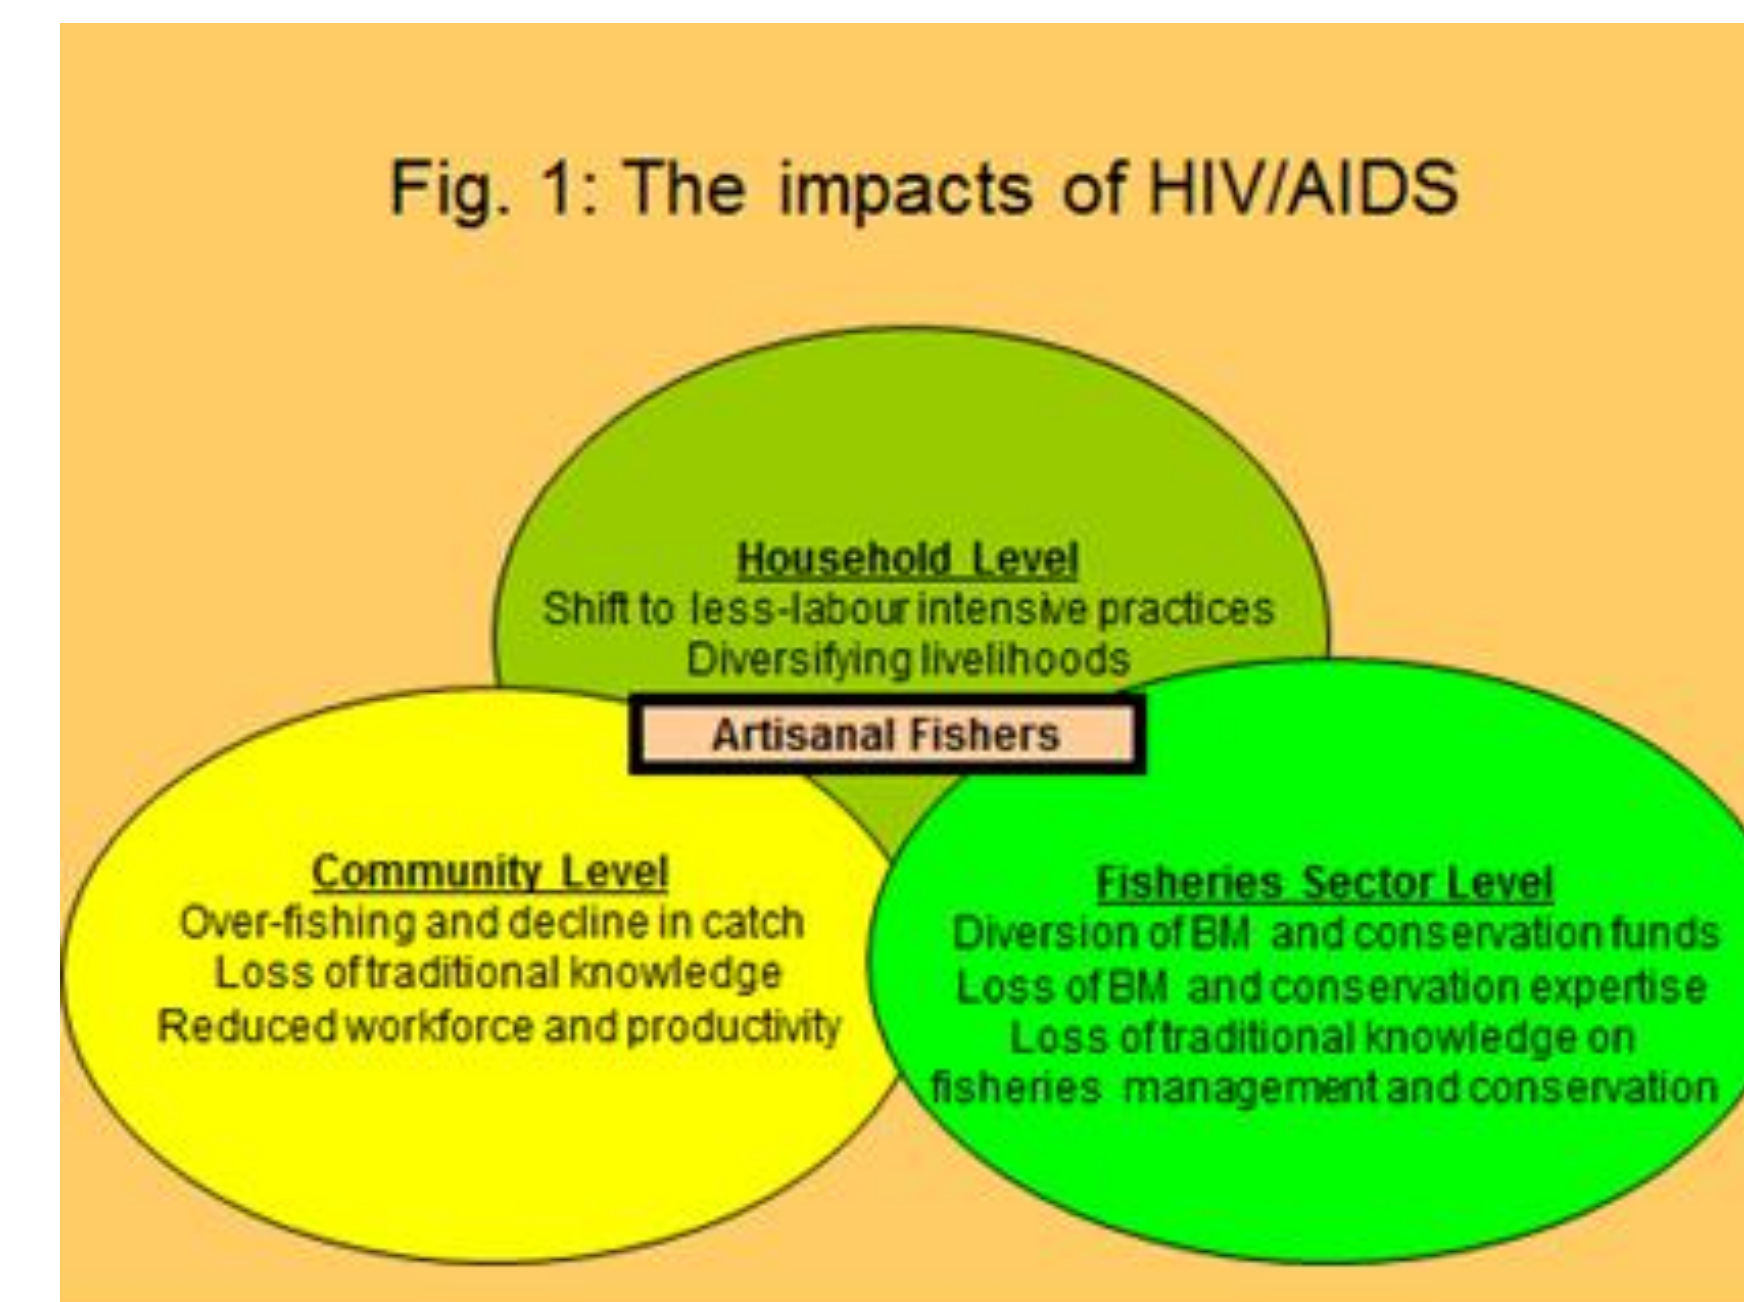 Fig. 1: The impacts of HIV/AIDS
Household Level
Shift to less-labour intensive practices
Diversifying livelihoods
Artisanal Fishers
Community Level
Over-fishing and decline in catch
Loss of traditional knowledge
Reduced workforce and productivity
Fisheries Sector Level
Diversion of BM and conservation funds
Loss of BM and conservation expertise
Loss of traditional knowledge on
fisheries management and conservation